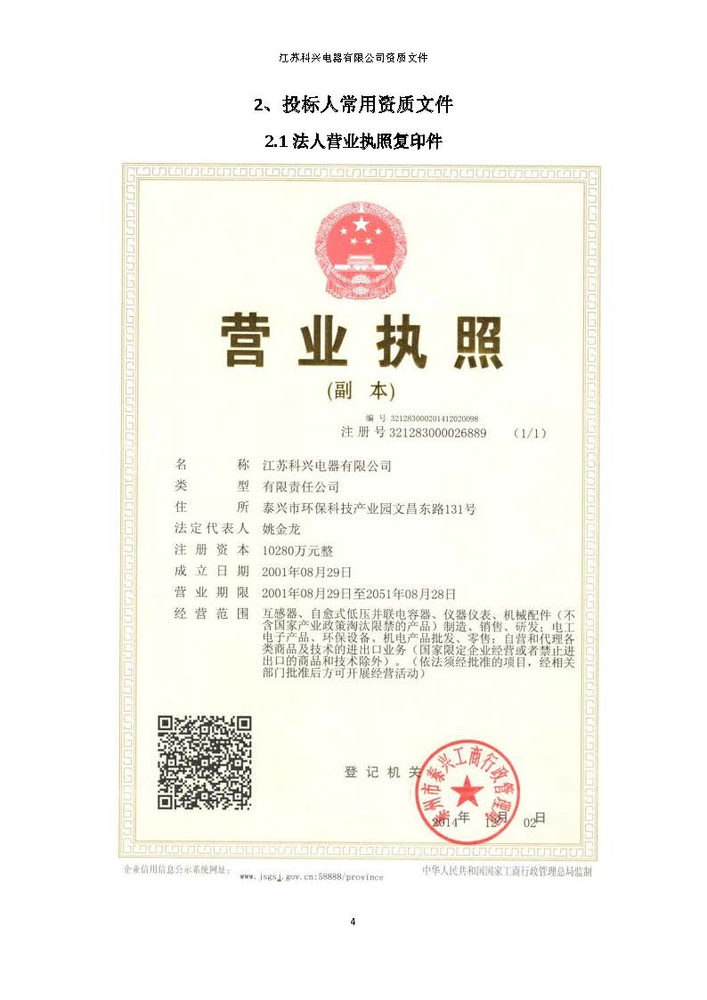 江苏科兴电器有限公司资质文件
2、投标人常用资质文件
2.1 法人营业执照复印件
营业执照
(副 本)
编 号 321283000201412020098
注 册 号 321283000026889 （1/1）
名 称 江苏科兴电器有限公司
类 型 有限责任公司
住 所 泰兴市环保科技产业园文昌东路131号
法定代表人 姚金龙
注 册 资 本 10280万元整
成 立 日 期 2001年08月29日
营 业 期 限 2001年08月29日至2051年08月28日
经 营 范 围 互感器、自愈式低压并联电容器、仪器仪表、机械配件（不
含国家产业政策淘汰限禁的产品）制造、销售、研发；电工
电子产品、环保设备、机电产品批发、零售；自营和代理各
类商品及技术的进出口业务（国家限定企业经营或者禁止进
出口的商品和技术除外）。（依法须经批准的项目，经相关
部门批准后方可开展经营活动）
登 记 机 关
泰州市泰兴工商行政管理局
2014年 12月 02日
企业信用信息公示系统网址：
www.jsgsj.gov.cn:58888/province
中华人民共和国国家工商行政管理总局监制
4